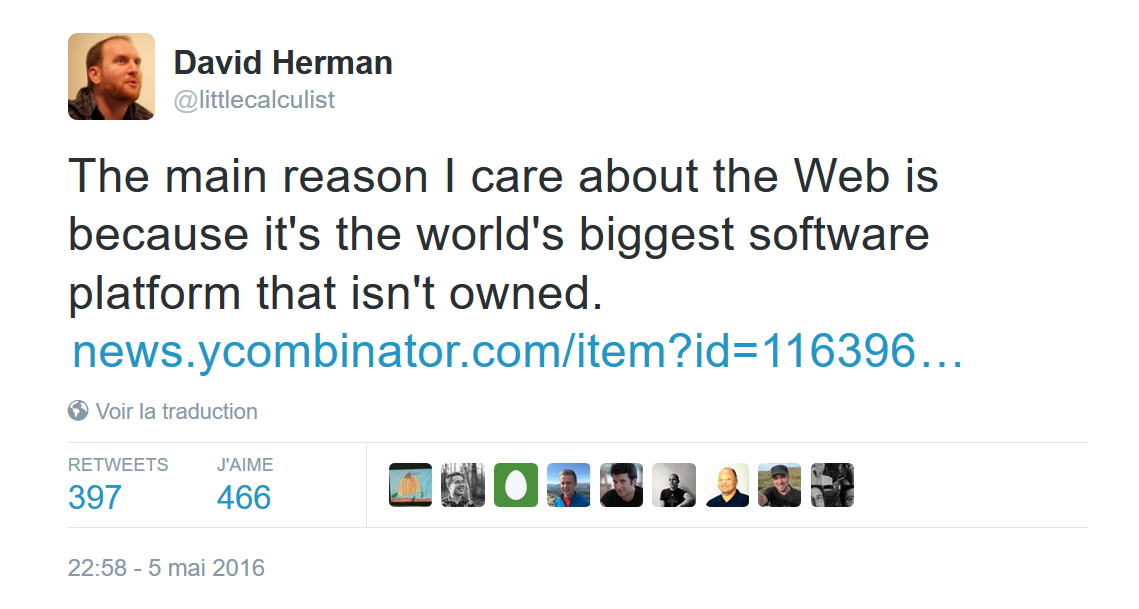 David Herman
@littlecalculist
The main reason I care about the Web is
because it's the world's biggest software
platform that isn't owned.
news.ycombinator.com/item?id=116396…
Voir la traduction
RETWEETS J'AIME
397 466
22:58 - 5 mai 2016